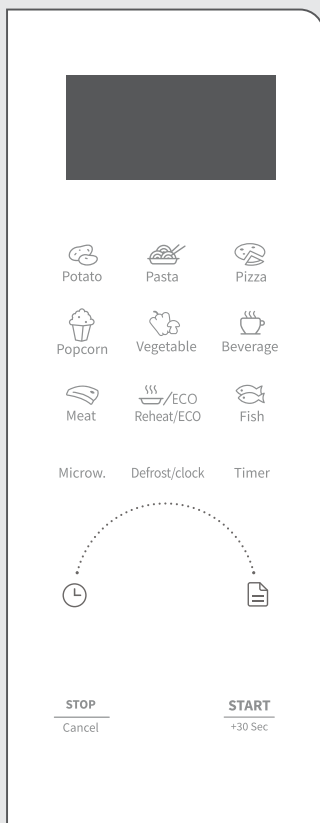 Potato Pasta Pizza
Popcorn Vegetable Beverage
/ECO
Meat Reheat/ECO Fish
Microw. Defrost/clock Timer
STOP START
Cancel +30 Sec